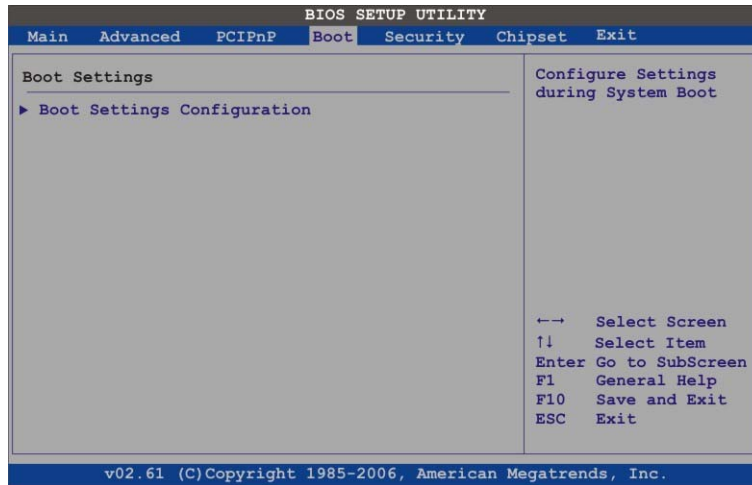 BIOS SETUP UTILITY
Main Advanced PCIPnP Boot Security Chipset Exit
Boot Settings
▶ Boot Settings Configuration
Configure Settings
during System Boot
←→ Select Screen
↑↓ Select Item
Enter Go to SubScreen
F1 General Help
F10 Save and Exit
ESC Exit
v02.61 (C)Copyright 1985-2006, American Megatrends, Inc.